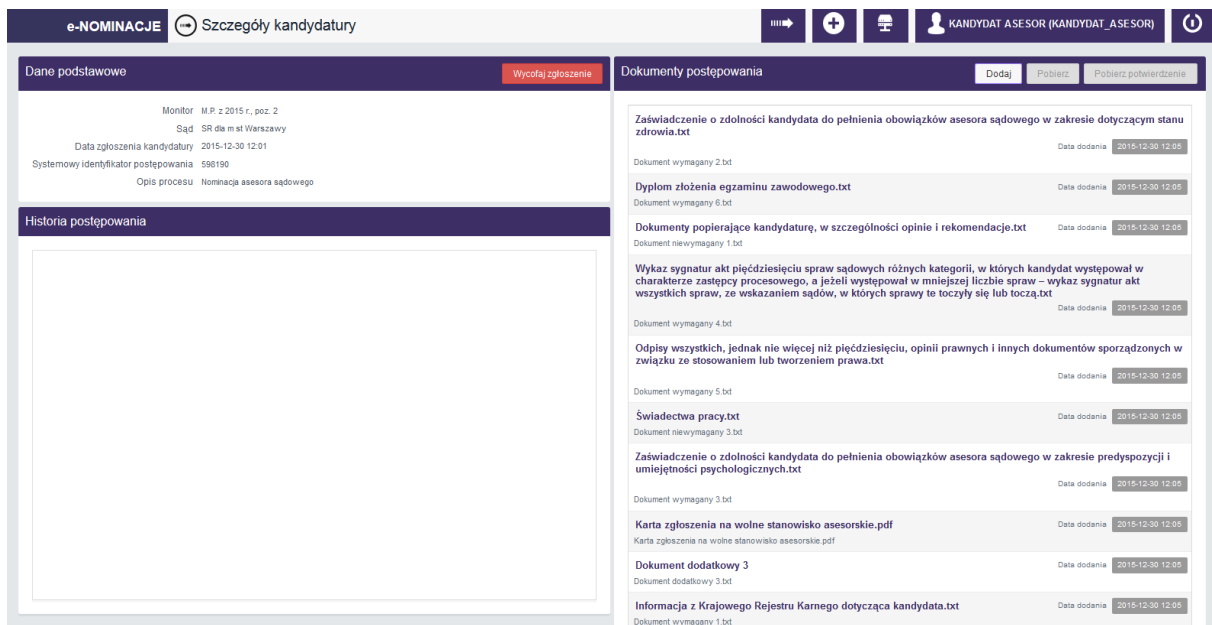 e-NOMINACJE Szczegóły kandydatury
KANDYDAT ASESOR (KANDYDAT_ASESOR)
Dane podstawowe
Wycofaj zgłoszenie
Monitor M.P. z 2015 r., poz. 2
Sąd SR dla m st Warszawy
Data zgłoszenia kandydatury 2015-12-30 12:01
Systemowy identyfikator postępowania 598190
Opis procesu Nominacja asesora sądowego
Historia postępowania
Dokumenty postępowania
Dodaj Pobierz Pobierz potwierdzenie
Zaświadczenie o zdolności kandydata do pełnienia obowiązków asesora sądowego w zakresie dotyczącym stanu
zdrowia.txt
Data dodania 2015-12-30 12:05
Dokument wymagany 2.txt
Dyplom złożenia egzaminu zawodowego.txt
Data dodania 2015-12-30 12:05
Dokument wymagany 6.txt
Dokumenty popierające kandydaturę, w szczególności opinie i rekomendacje.txt
Data dodania 2015-12-30 12:05
Dokument niewymagany 1.txt
Wykaz sygnatur akt pięćdziesięciu spraw sądowych różnych kategorii, w których kandydat występował w
charakterze zastępcy procesowego, a jeżeli występował w mniejszej liczbie spraw – wykaz sygnatur akt
wszystkich spraw, ze wskazaniem sądów, w których sprawy te toczyły się lub toczą.txt
Data dodania 2015-12-30 12:05
Dokument wymagany 4.txt
Odpisy wszystkich, jednak nie więcej niż pięćdziesięciu, opinii prawnych i innych dokumentów sporządzonych w
związku ze stosowaniem lub tworzeniem prawa.txt
Data dodania 2015-12-30 12:05
Dokument wymagany 5.txt
Świadectwa pracy.txt
Data dodania 2015-12-30 12:05
Dokument niewymagany 3.txt
Zaświadczenie o zdolności kandydata do pełnienia obowiązków asesora sądowego w zakresie predyspozycji i
umiejętności psychologicznych.txt
Data dodania 2015-12-30 12:05
Dokument wymagany 3.txt
Karta zgłoszenia na wolne stanowisko asesorskie.pdf
Data dodania 2015-12-30 12:05
Karta zgłoszenia na wolne stanowisko asesorskie.pdf
Dokument dodatkowy 3
Data dodania 2015-12-30 12:05
Dokument dodatkowy 3.txt
Informacja z Krajowego Rejestru Karnego dotycząca kandydata.txt
Data dodania 2015-12-30 12:05
Dokument wymagany 1.txt